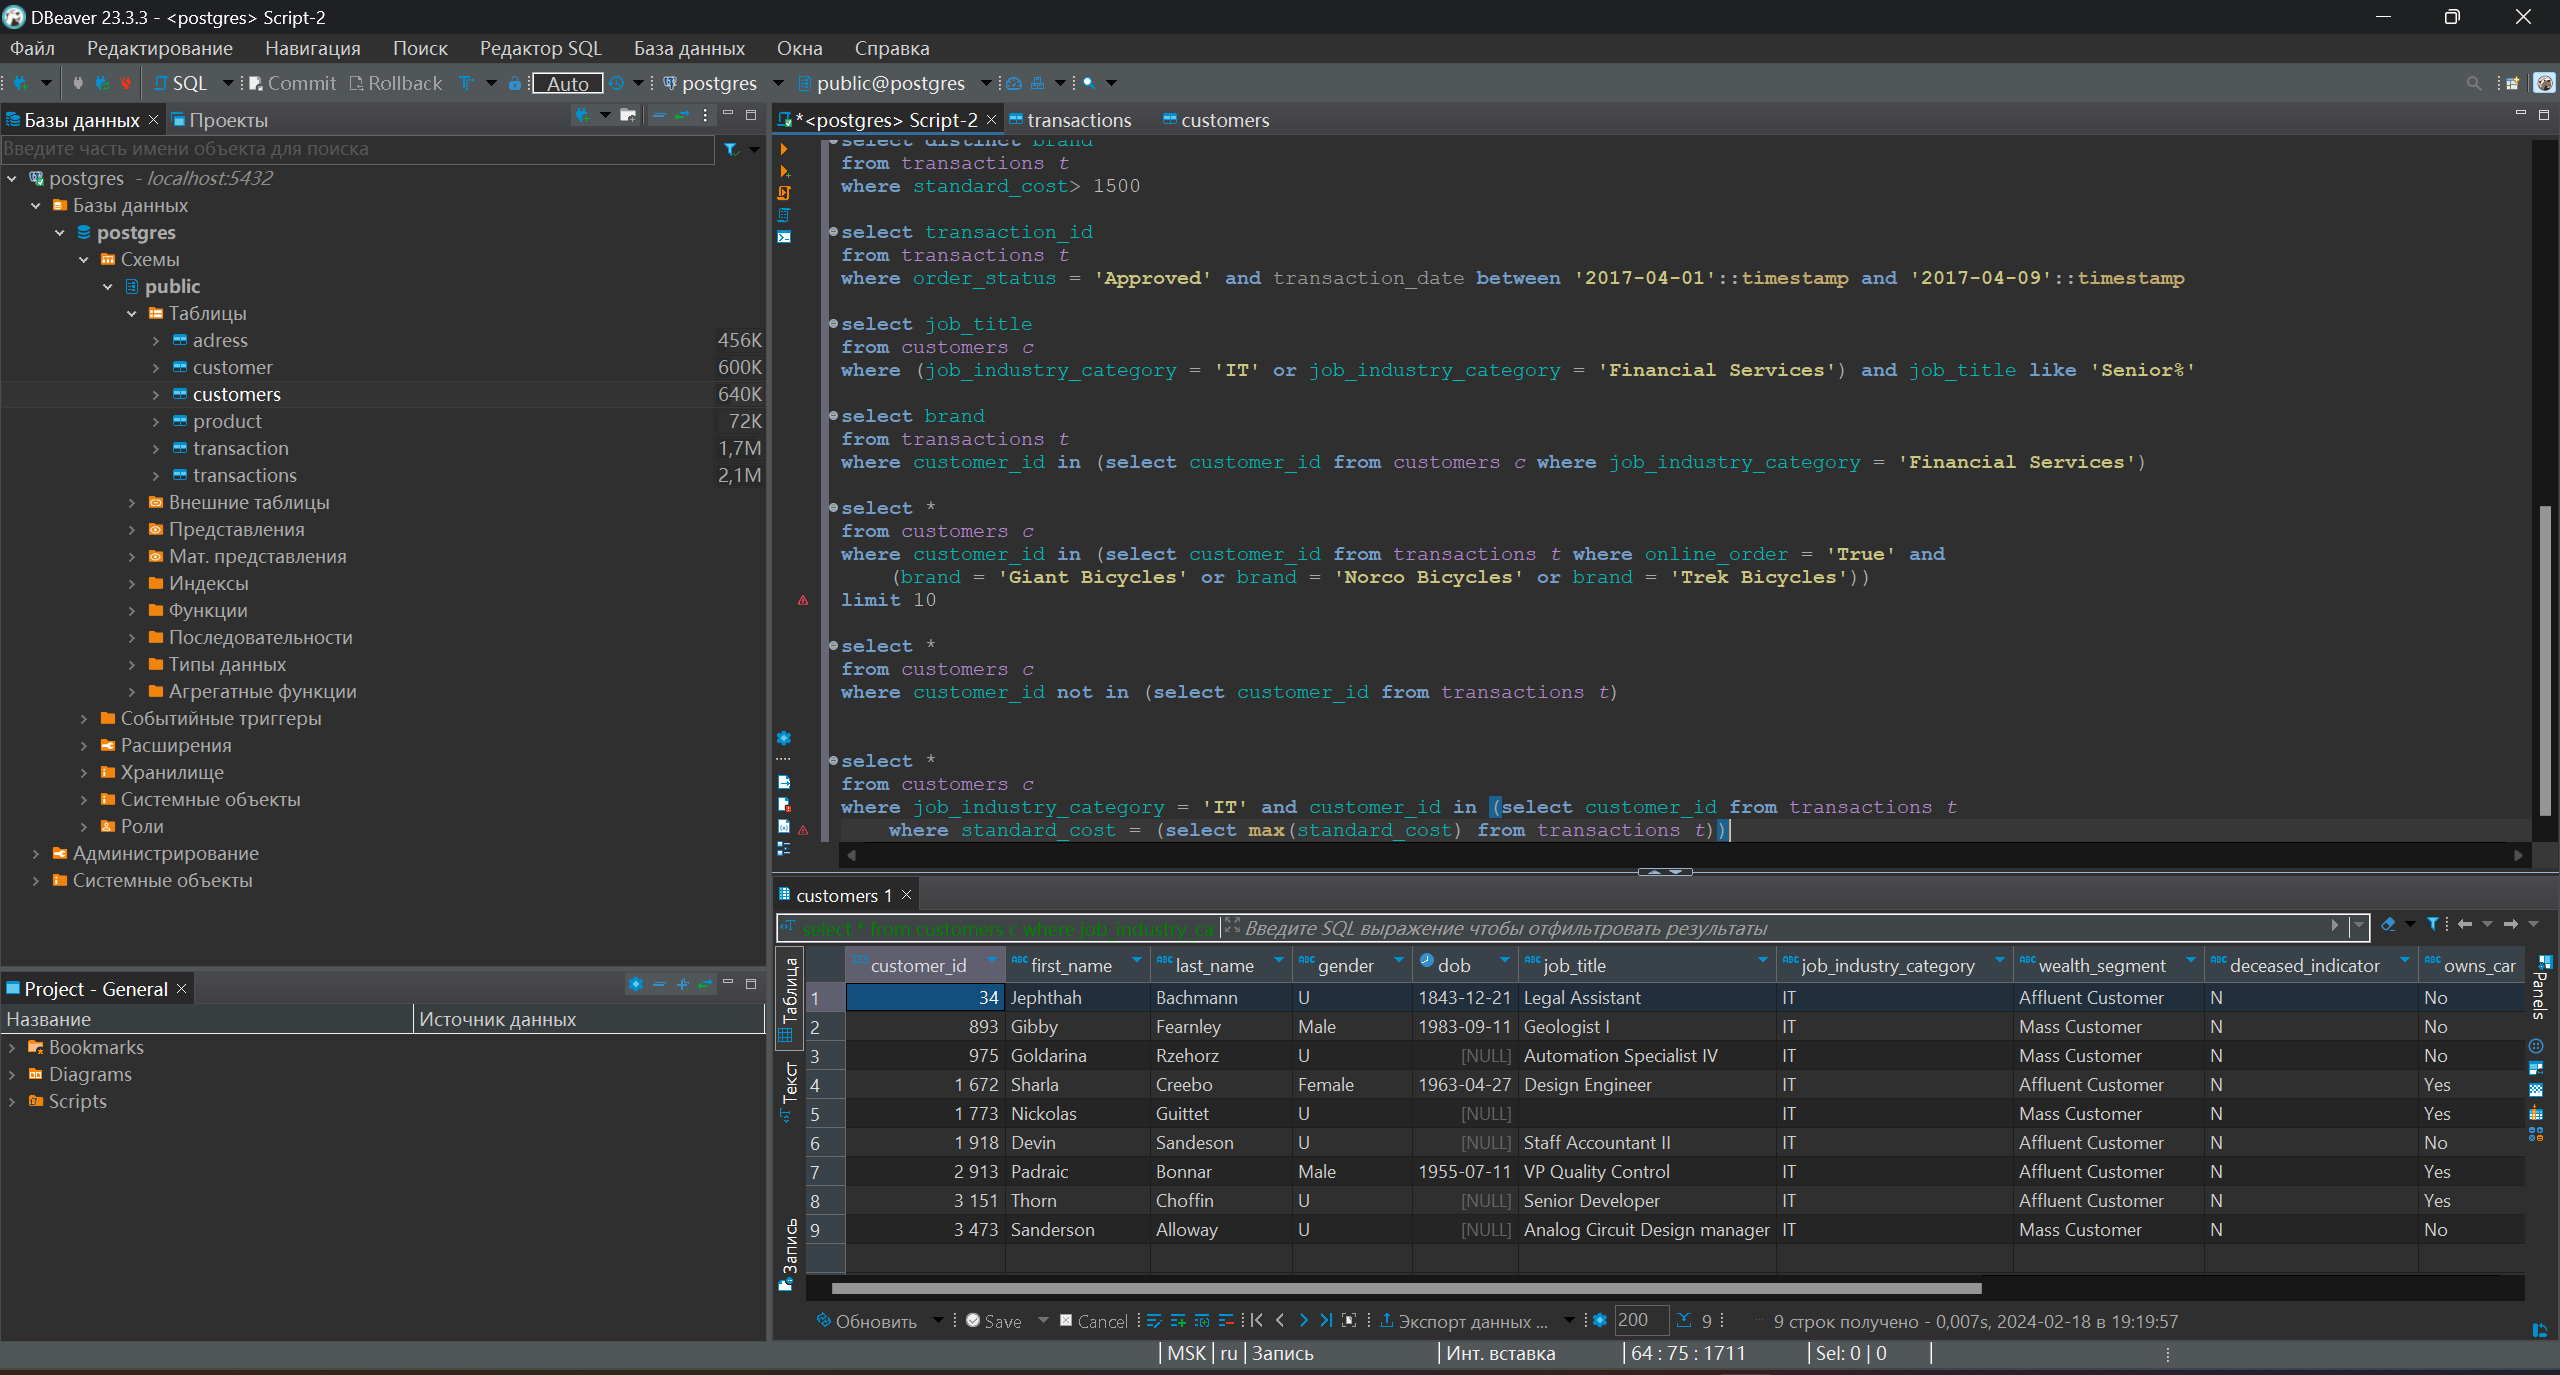 DBeaver 23.3.3 - <postgres> Script-2
Файл Редактирование Навигация Поиск Редактор SQL База данных Окна Справка
SQL Commit Rollback Auto postgres public@postgres
Базы данных Проекты
Введите часть имени объекта для поиска
postgres - localhost:5432
Базы данных
postgres
Схемы
public
Таблицы
adress 456K
customer 600K
customers 640K
product 72K
transaction 1,7M
transactions 2,1M
Внешние таблицы
Представления
Мат. представления
Индексы
Функции
Последовательности
Типы данных
Агрегатные функции
Событийные триггеры
Расширения
Хранилище
Системные объекты
Роли
Администрирование
Системные объекты
Project - General
Название Источник данных
Bookmarks
Diagrams
Scripts
*<postgres> Script-2 transactions customers
select distinct brand
from transactions t
where standard_cost> 1500
select transaction_id
from transactions t
where order_status = 'Approved' and transaction_date between '2017-04-01'::timestamp and '2017-04-09'::timestamp
select job_title
from customers c
where (job_industry_category = 'IT' or job_industry_category = 'Financial Services') and job_title like 'Senior%'
select brand
from transactions t
where customer_id in (select customer_id from customers c where job_industry_category = 'Financial Services')
select *
from customers c
where customer_id in (select customer_id from transactions t where online_order = 'True' and
(brand = 'Giant Bicycles' or brand = 'Norco Bicycles' or brand = 'Trek Bicycles'))
limit 10
select *
from customers c
where customer_id not in (select customer_id from transactions t)
select *
from customers c
where job_industry_category = 'IT' and customer_id in (select customer_id from transactions t
where standard_cost = (select max(standard_cost) from transactions t))
customers 1
select * from customers c where job_industry_ca Введите SQL выражение чтобы отфильтровать результаты
Таблица
Текст
Запись
Panels
customer_id first_name last_name gender dob job_title job_industry_category wealth_segment deceased_indicator owns_car
1 34 Jephthah Bachmann U 1843-12-21 Legal Assistant IT Affluent Customer N No
2 893 Gibby Fearnley Male 1983-09-11 Geologist I IT Mass Customer N No
3 975 Goldarina Rzehorz U [NULL] Automation Specialist IV IT Mass Customer N No
4 1 672 Sharla Creebo Female 1963-04-27 Design Engineer IT Affluent Customer N Yes
5 1 773 Nickolas Guittet U [NULL] IT Mass Customer N Yes
6 1 918 Devin Sandeson U [NULL] Staff Accountant II IT Affluent Customer N No
7 2 913 Padraic Bonnar Male 1955-07-11 VP Quality Control IT Affluent Customer N Yes
8 3 151 Thorn Choffin U [NULL] Senior Developer IT Affluent Customer N Yes
9 3 473 Sanderson Alloway U [NULL] Analog Circuit Design manager IT Mass Customer N No
Обновить Save Cancel Экспорт данных ... 200 9 9 строк получено - 0,007s, 2024-02-18 в 19:19:57
MSK ru Запись Инт. вставка 64 : 75 : 1711 Sel: 0 | 0